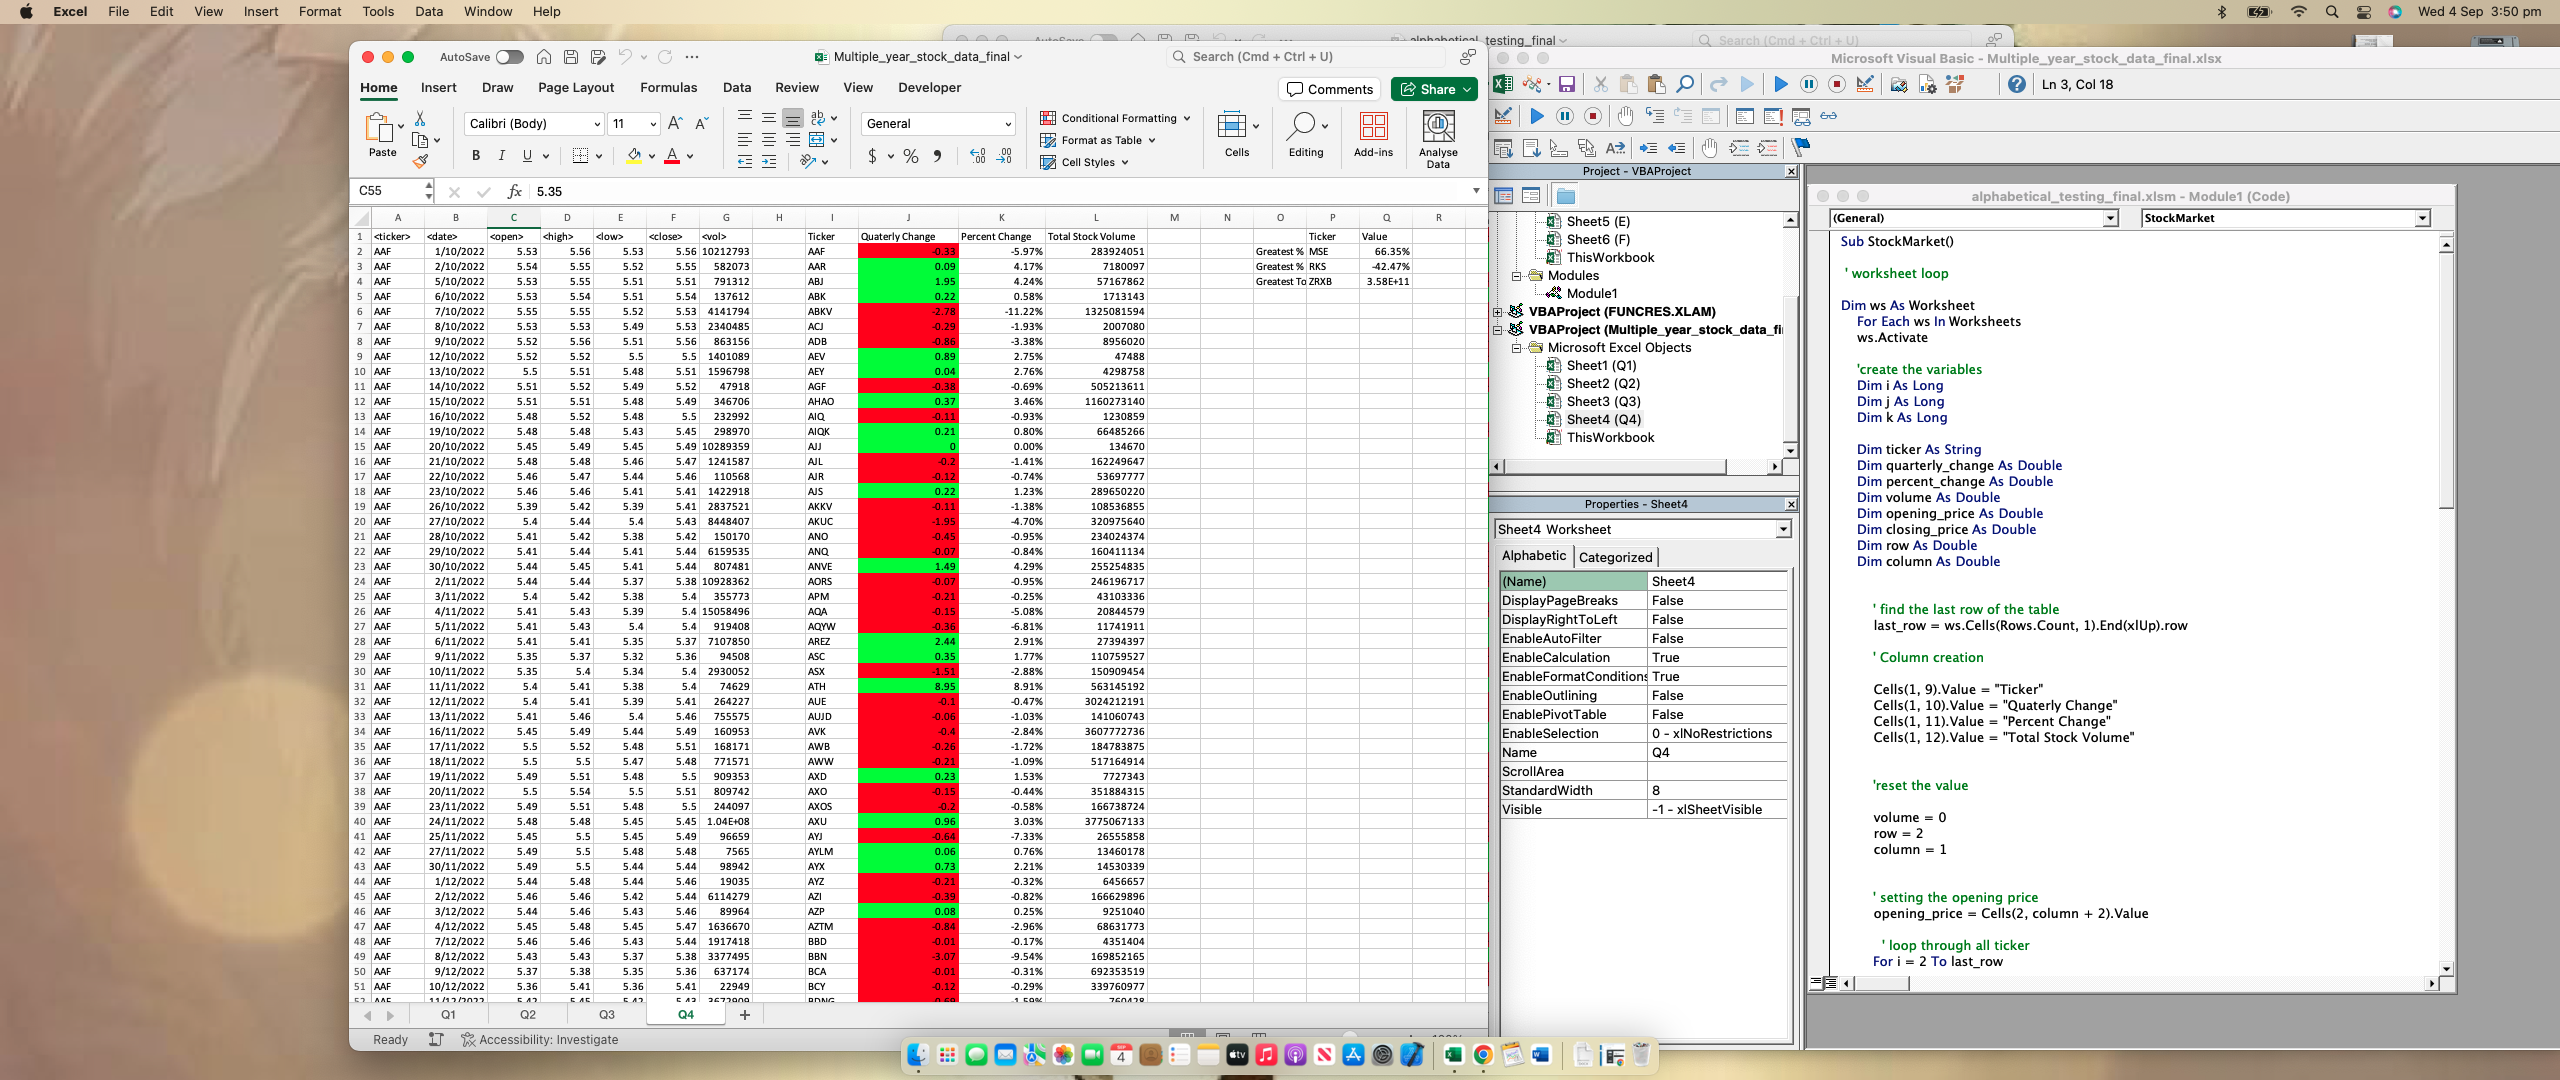 Excel File Edit View Insert Format Tools Data Window Help
Wed 4 Sep 3:50 pm
AutoSave
Multiple_year_stock_data_final
Search (Cmd + Ctrl + U)
alphabetical_testing_final
Search (Cmd + Ctrl + U)
Home Insert Draw Page Layout Formulas Data Review View Developer
Comments Share
Paste
Calibri (Body) 11
B I U
General
Conditional Formatting
Format as Table
Cell Styles
Cells Editing Add-ins Analyse Data
C55 fx 5.35
A B C D E F G H I J K L M N O P Q R
1 <ticker> <date> <open> <high> <low> <close> <vol> Ticker Quaterly Change Percent Change Total Stock Volume Ticker Value
2 AAF 1/10/2022 5.53 5.56 5.53 5.56 10212793 AAF -0.33 -5.97% 283924051 Greatest % MSE 66.35%
3 AAF 2/10/2022 5.54 5.55 5.52 5.55 582073 AAR 0.09 4.17% 7180097 Greatest % RKS -42.47%
4 AAF 5/10/2022 5.53 5.55 5.51 5.51 791312 ABJ 1.95 4.24% 57167862 Greatest To ZRXB 3.58E+11
5 AAF 6/10/2022 5.53 5.54 5.51 5.54 137612 ABK 0.22 0.58% 1713143
6 AAF 7/10/2022 5.55 5.55 5.52 5.53 4141794 ABKV -2.78 -11.22% 1325081594
7 AAF 8/10/2022 5.53 5.53 5.49 5.53 2340485 ACJ -0.29 -1.93% 2007080
8 AAF 9/10/2022 5.52 5.56 5.51 5.56 863156 ADB -0.86 -3.38% 8956020
9 AAF 12/10/2022 5.52 5.52 5.5 5.5 1401089 AEV 0.89 2.75% 47488
10 AAF 13/10/2022 5.5 5.51 5.48 5.51 1596798 AEY 0.04 2.76% 4298758
11 AAF 14/10/2022 5.51 5.52 5.49 5.52 47918 AGF -0.38 -0.69% 505213611
12 AAF 15/10/2022 5.51 5.51 5.48 5.49 346706 AHAO 0.37 3.46% 1160273140
13 AAF 16/10/2022 5.48 5.52 5.48 5.5 232992 AIQ -0.11 -0.93% 1230859
14 AAF 19/10/2022 5.48 5.48 5.43 5.45 298970 AIQK 0.21 0.80% 66485266
15 AAF 20/10/2022 5.45 5.49 5.45 5.49 10289359 AJJ 0 0.00% 134670
16 AAF 21/10/2022 5.48 5.48 5.46 5.47 1241587 AJL -0.2 -1.41% 162249647
17 AAF 22/10/2022 5.46 5.47 5.44 5.46 110568 AJR -0.12 -0.74% 53697777
18 AAF 23/10/2022 5.46 5.46 5.41 5.41 1422918 AJS 0.22 1.23% 289650220
19 AAF 26/10/2022 5.39 5.42 5.39 5.41 2837521 AKKV -0.11 -1.38% 108536855
20 AAF 27/10/2022 5.4 5.44 5.4 5.43 8448407 AKUC -1.95 -4.70% 320975640
21 AAF 28/10/2022 5.41 5.42 5.38 5.42 150170 ANO -0.45 -0.95% 234024374
22 AAF 29/10/2022 5.41 5.44 5.41 5.44 6159535 ANQ -0.07 -0.84% 160411134
23 AAF 30/10/2022 5.44 5.45 5.41 5.44 807481 ANVE 1.49 4.29% 255254835
24 AAF 2/11/2022 5.44 5.44 5.37 5.38 10928362 AORS -0.07 -0.95% 246196717
25 AAF 3/11/2022 5.4 5.42 5.38 5.4 355773 APM -0.21 -0.25% 43103336
26 AAF 4/11/2022 5.41 5.43 5.39 5.4 15058496 AQA -0.15 -5.08% 20844579
27 AAF 5/11/2022 5.41 5.43 5.4 5.4 919408 AQYW -0.36 -6.81% 11741911
28 AAF 6/11/2022 5.41 5.41 5.35 5.37 7107850 AREZ 2.44 2.91% 27394397
29 AAF 9/11/2022 5.35 5.37 5.32 5.36 94508 ASC 0.35 1.77% 110759527
30 AAF 10/11/2022 5.35 5.4 5.34 5.4 2930052 ASX -1.51 -2.88% 150909454
31 AAF 11/11/2022 5.4 5.41 5.38 5.4 74629 ATH 8.95 8.91% 563145192
32 AAF 12/11/2022 5.4 5.41 5.39 5.41 264227 AUE -0.1 -0.47% 3024212191
33 AAF 13/11/2022 5.41 5.46 5.4 5.46 755575 AUJD -0.06 -1.03% 141060743
34 AAF 16/11/2022 5.45 5.49 5.44 5.49 160953 AVK -0.4 -2.84% 3607772736
35 AAF 17/11/2022 5.5 5.52 5.48 5.51 168171 AWB -0.26 -1.72% 184783875
36 AAF 18/11/2022 5.5 5.5 5.47 5.48 771571 AWW -0.21 -1.09% 517164914
37 AAF 19/11/2022 5.49 5.51 5.48 5.5 909353 AXD 0.23 1.53% 7727343
38 AAF 20/11/2022 5.5 5.54 5.5 5.51 809742 AXO -0.15 -0.44% 351884315
39 AAF 23/11/2022 5.49 5.51 5.48 5.5 244097 AXOS -0.2 -0.58% 166738724
40 AAF 24/11/2022 5.48 5.48 5.45 5.45 1.04E+08 AXU 0.96 3.03% 3775067133
41 AAF 25/11/2022 5.45 5.5 5.45 5.49 96659 AYJ -0.64 -7.33% 26555858
42 AAF 27/11/2022 5.49 5.5 5.48 5.48 7565 AYLM 0.06 0.76% 13460178
43 AAF 30/11/2022 5.49 5.5 5.44 5.44 98942 AYX 0.73 2.21% 14530339
44 AAF 1/12/2022 5.44 5.48 5.44 5.46 19035 AYZ -0.21 -0.32% 6456657
45 AAF 2/12/2022 5.46 5.46 5.42 5.44 6114279 AZI -0.39 -0.82% 166629896
46 AAF 3/12/2022 5.44 5.46 5.43 5.46 89964 AZP 0.08 0.25% 9251040
47 AAF 4/12/2022 5.45 5.48 5.45 5.47 1636670 AZTM -0.84 -2.96% 68631773
48 AAF 7/12/2022 5.46 5.46 5.43 5.44 1917418 BBD -0.01 -0.17% 4351404
49 AAF 8/12/2022 5.43 5.43 5.37 5.38 3377495 BBN -3.07 -9.54% 169852165
50 AAF 9/12/2022 5.37 5.38 5.35 5.36 637174 BCA -0.01 -0.31% 692353519
51 AAF 10/12/2022 5.36 5.41 5.36 5.41 22949 BCY -0.12 -0.29% 339760977
52 AAF 11/12/2022 5.42 5.45 5.42 5.43 3672909 BDNG -0.69 -1.59% 760428
Q1 Q2 Q3 Q4 +
Ready Accessibility: Investigate
Microsoft Visual Basic - Multiple_year_stock_data_final.xlsx
Ln 3, Col 18
Project - VBAProject
Sheet5 (E)
Sheet6 (F)
ThisWorkbook
Modules
Module1
VBAProject (FUNCRES.XLAM)
VBAProject (Multiple_year_stock_data_fi
Microsoft Excel Objects
Sheet1 (Q1)
Sheet2 (Q2)
Sheet3 (Q3)
Sheet4 (Q4)
ThisWorkbook
Properties - Sheet4
Sheet4 Worksheet
Alphabetic Categorized
(Name) Sheet4
DisplayPageBreaks False
DisplayRightToLeft False
EnableAutoFilter False
EnableCalculation True
EnableFormatConditions True
EnableOutlining False
EnablePivotTable False
EnableSelection 0 - xlNoRestrictions
Name Q4
ScrollArea
StandardWidth 8
Visible -1 - xlSheetVisible
alphabetical_testing_final.xlsm - Module1 (Code)
(General) StockMarket
Sub StockMarket()
' worksheet loop
Dim ws As Worksheet
For Each ws In Worksheets
ws.Activate
'create the variables
Dim i As Long
Dim j As Long
Dim k As Long
Dim ticker As String
Dim quarterly_change As Double
Dim percent_change As Double
Dim volume As Double
Dim opening_price As Double
Dim closing_price As Double
Dim row As Double
Dim column As Double
' find the last row of the table
last_row = ws.Cells(Rows.Count, 1).End(xlUp).row
' Column creation
Cells(1, 9).Value = "Ticker"
Cells(1, 10).Value = "Quaterly Change"
Cells(1, 11).Value = "Percent Change"
Cells(1, 12).Value = "Total Stock Volume"
'reset the value
volume = 0
row = 2
column = 1
' setting the opening price
opening_price = Cells(2, column + 2).Value
' loop through all ticker
For i = 2 To last_row